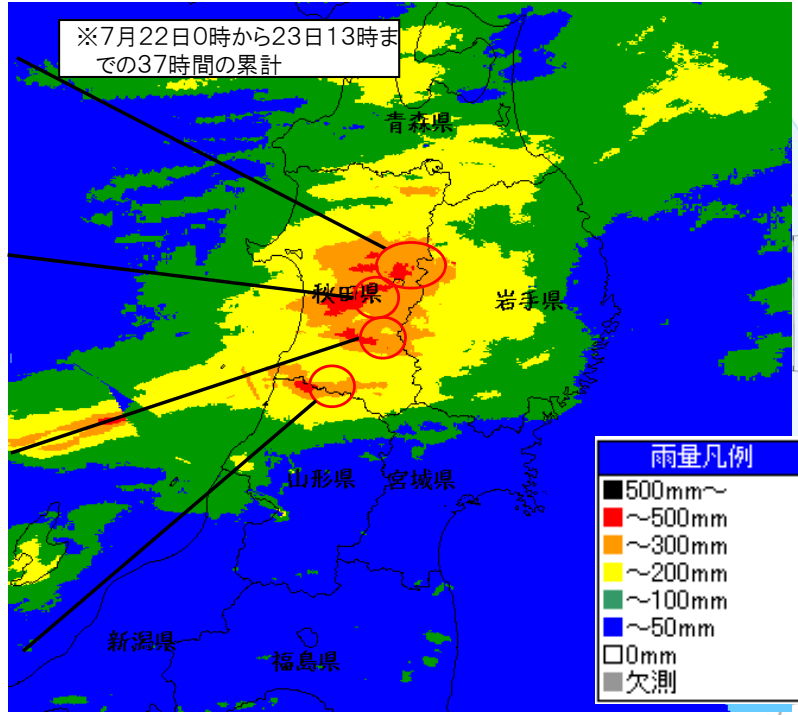 ※7月22日0時から23日13時ま
での37時間の累計
青森県
秋田県
岩手県
山形県
宮城県
新潟県
福島県
雨量凡例
500mm～
～500mm
～300mm
～200mm
～100mm
～50mm
0mm
欠測